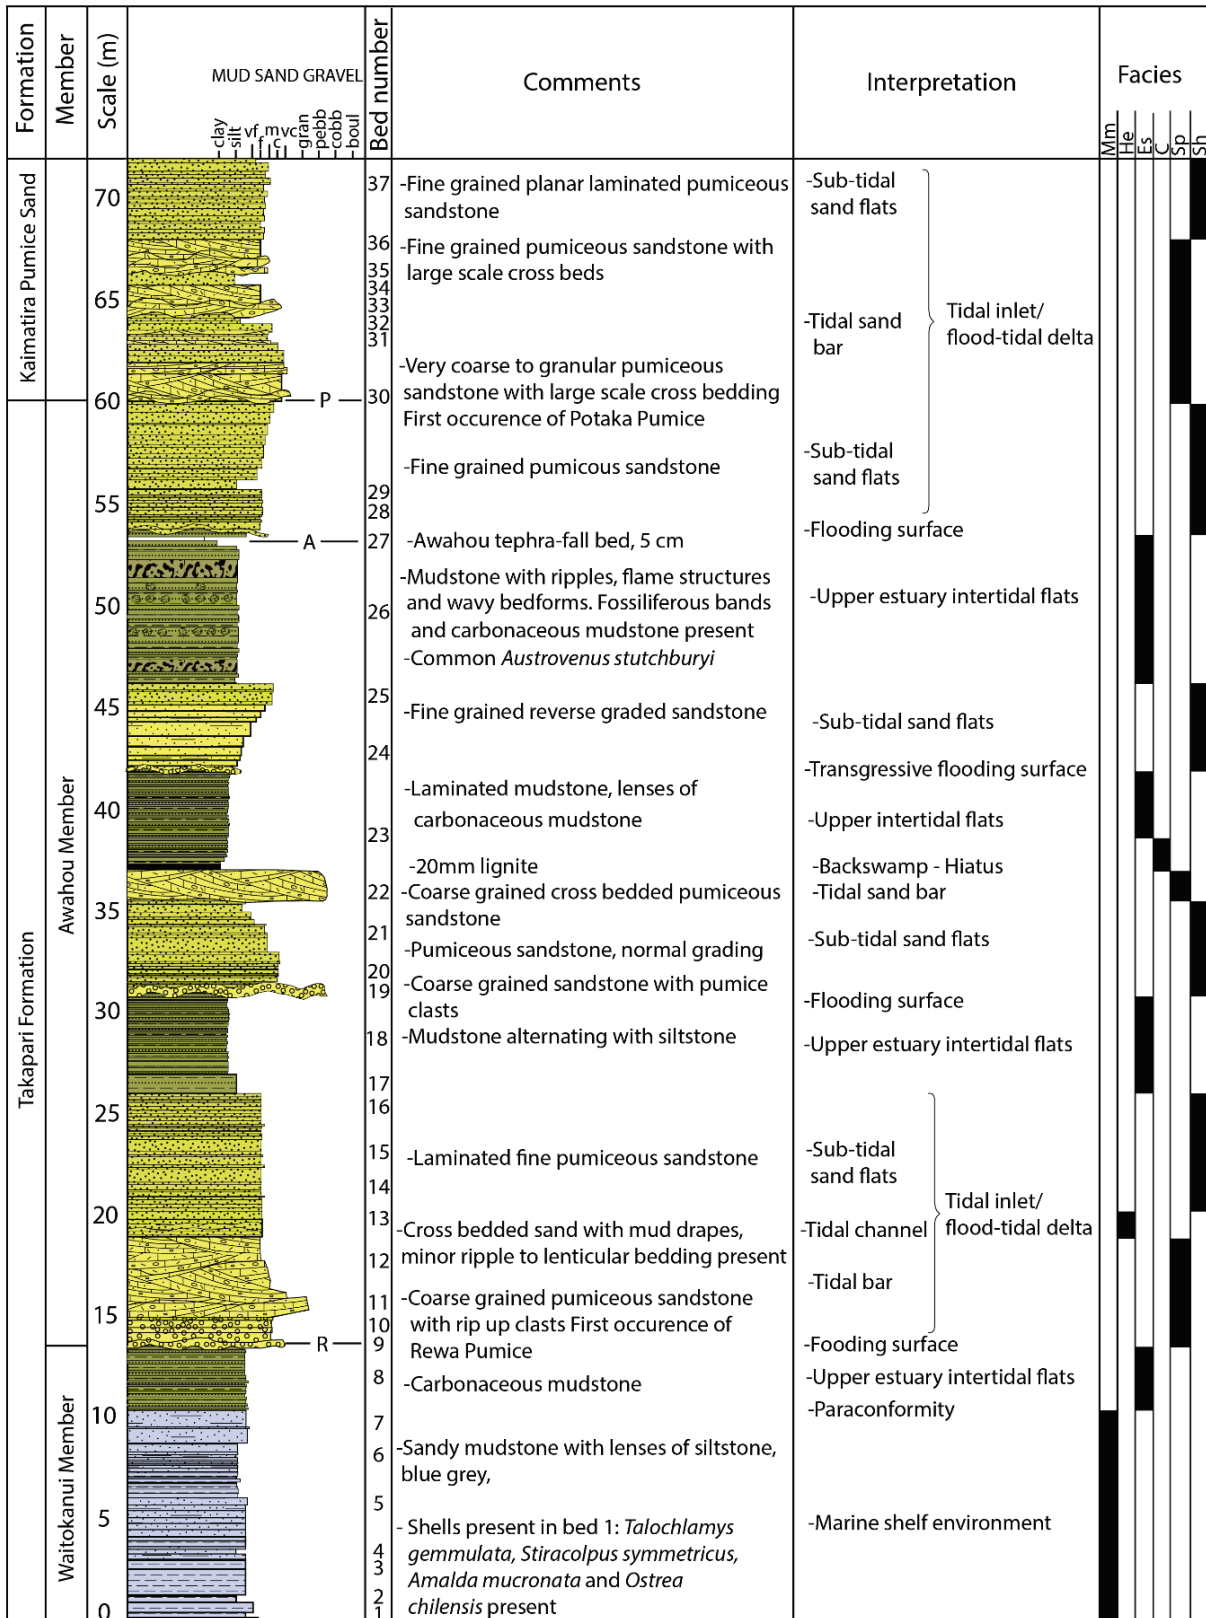 Formation
Member
Scale (m)
MUD SAND GRAVEL
clay
silt
vf
f
m
c
vc
gran
pebb
cobb
boul
Bed number
Comments
Interpretation
Facies
Mm
He
Es
C
Sp
Sh
Kaimatira Pumice Sand
Takapari Formation
Awahou Member
Waitokanui Member
70
65
60
55
50
45
40
35
30
25
20
15
10
5
0
P
A
R
37
36
35
34
33
32
31
30
29
28
27
26
25
24
23
22
21
20
19
18
17
16
15
14
13
12
11
10
9
8
7
6
5
4
3
2
1
-Fine grained planar laminated pumiceous
sandstone
-Fine grained pumiceous sandstone with
large scale cross beds
-Very coarse to granular pumiceous
sandstone with large scale cross bedding
First occurence of Potaka Pumice
-Fine grained pumicous sandstone
-Awahou tephra-fall bed, 5 cm
-Mudstone with ripples, flame structures
and wavy bedforms. Fossiliferous bands
and carbonaceous mudstone present
-Common Austrovenus stutchburyi
-Fine grained reverse graded sandstone
-Laminated mudstone, lenses of
carbonaceous mudstone
-20mm lignite
-Coarse grained cross bedded pumiceous
sandstone
-Pumiceous sandstone, normal grading
-Coarse grained sandstone with pumice
clasts
-Mudstone alternating with siltstone
-Laminated fine pumiceous sandstone
-Cross bedded sand with mud drapes,
minor ripple to lenticular bedding present
-Coarse grained pumiceous sandstone
with rip up clasts First occurence of
Rewa Pumice
-Carbonaceous mudstone
-Sandy mudstone with lenses of siltstone,
blue grey,
- Shells present in bed 1: Talochlamys
gemmulata, Stiracolpus symmetricus,
Amalda mucronata and Ostrea
chilensis present
-Sub-tidal
sand flats
-Tidal sand
bar
Tidal inlet/
flood-tidal delta
-Sub-tidal
sand flats
-Flooding surface
-Upper estuary intertidal flats
-Sub-tidal sand flats
-Transgressive flooding surface
-Upper intertidal flats
-Backswamp - Hiatus
-Tidal sand bar
-Sub-tidal sand flats
-Flooding surface
-Upper estuary intertidal flats
-Sub-tidal
sand flats
Tidal inlet/
flood-tidal delta
-Tidal channel
-Tidal bar
-Fooding surface
-Upper estuary intertidal flats
-Paraconformity
-Marine shelf environment